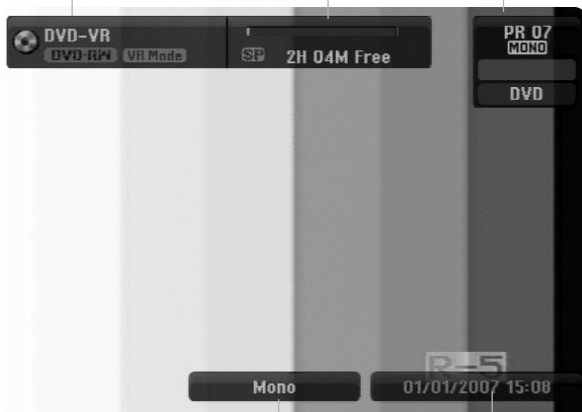 DVD-VR
DVD-RW VR Mode
SP 2H 04M Free
PR 07
MONO
DVD
R-5
Mono
01/01/2007 15:08